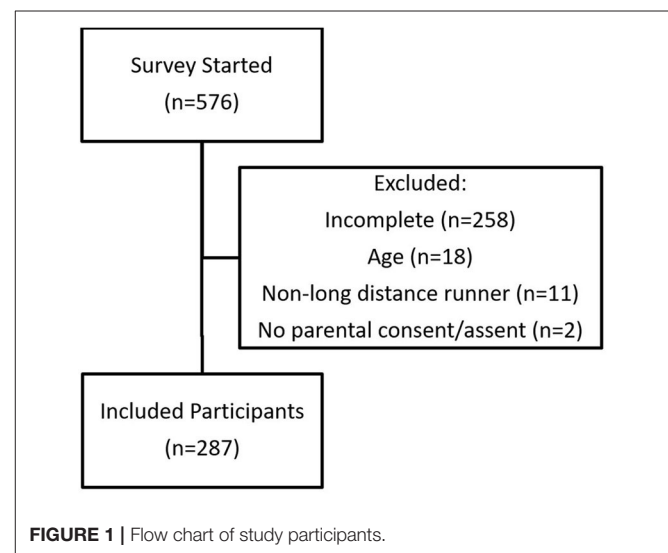 Survey Started
(n=576)
Excluded:
Incomplete (n=258)
Age (n=18)
Non-long distance runner (n=11)
No parental consent/assent (n=2)
Included Participants
(n=287)
FIGURE 1 | Flow chart of study participants.